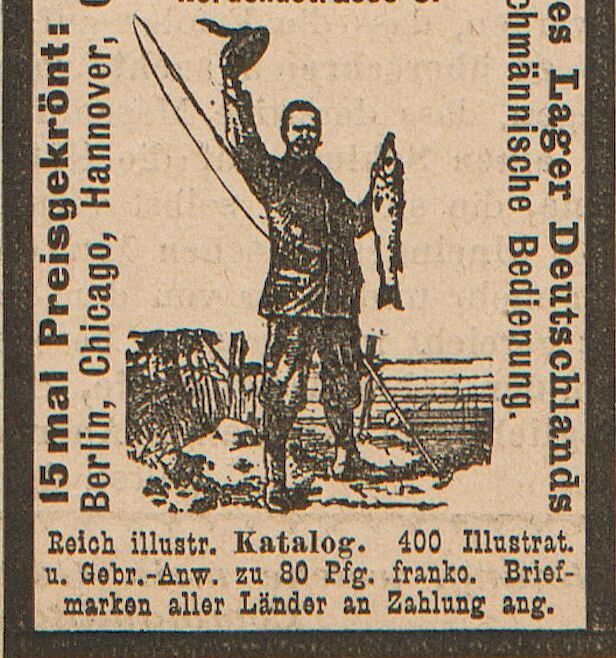 15 mal Preisgekrönt:
Berlin, Chicago, Hannover,
es Lager Deutschlands
chmännische Bedienung.
Reich illustr. Katalog. 400 Illustrat.
u. Gebr.-Anw. zu 80 Pfg. franko. Brief-
marken aller Länder an Zahlung ang.